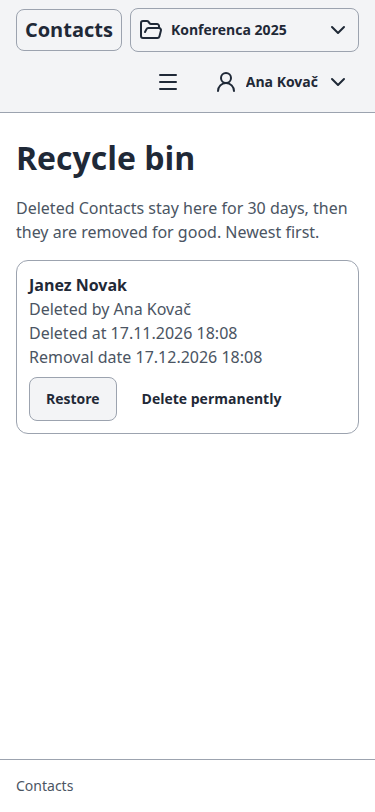 Contacts
Konferenca 2025
Ana Kovač
Recycle bin
Deleted Contacts stay here for 30 days, then
they are removed for good. Newest first.
Janez Novak
Deleted by Ana Kovač
Deleted at 17.11.2026 18:08
Removal date 17.12.2026 18:08
Restore
Delete permanently
Contacts